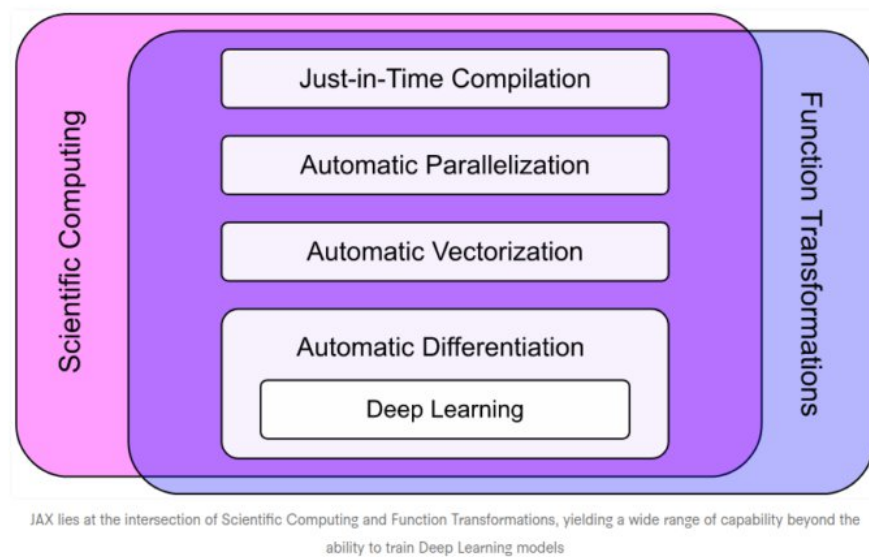 Scientific Computing
Just-in-Time Compilation
Automatic Parallelization
Automatic Vectorization
Automatic Differentiation
Deep Learning
Function Transformations
JAX lies at the intersection of Scientific Computing and Function Transformations, yielding a wide range of capability beyond the
ability to train Deep Learning models